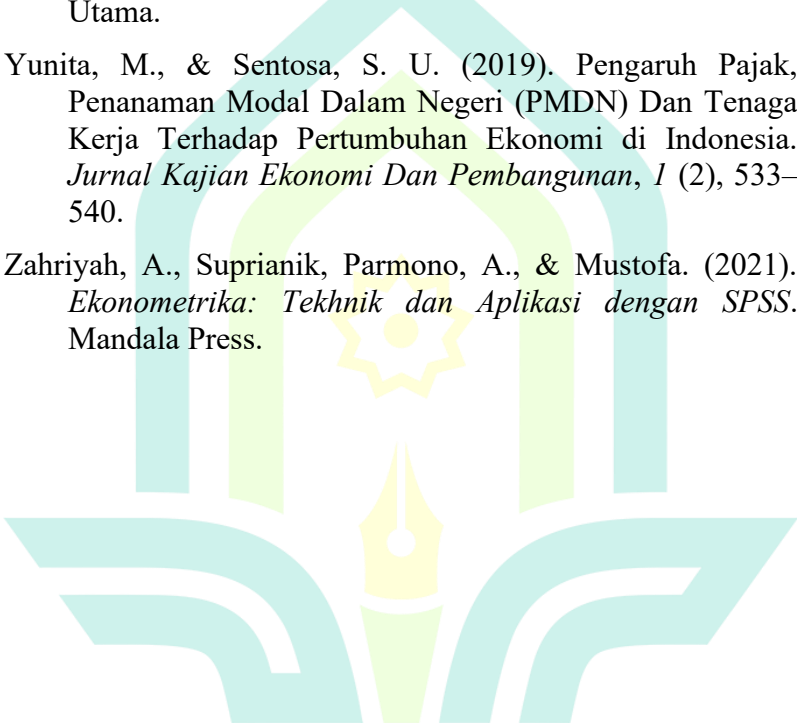 Utama.
Yunita, M., & Sentosa, S. U. (2019). Pengaruh Pajak,
Penanaman Modal Dalam Negeri (PMDN) Dan Tenaga
Kerja Terhadap Pertumbuhan Ekonomi di Indonesia.
Jurnal Kajian Ekonomi Dan Pembangunan, 1 (2), 533–
540.
Zahriyah, A., Suprianik, Parmono, A., & Mustofa. (2021).
Ekonometrika: Tekhnik dan Aplikasi dengan SPSS.
Mandala Press.